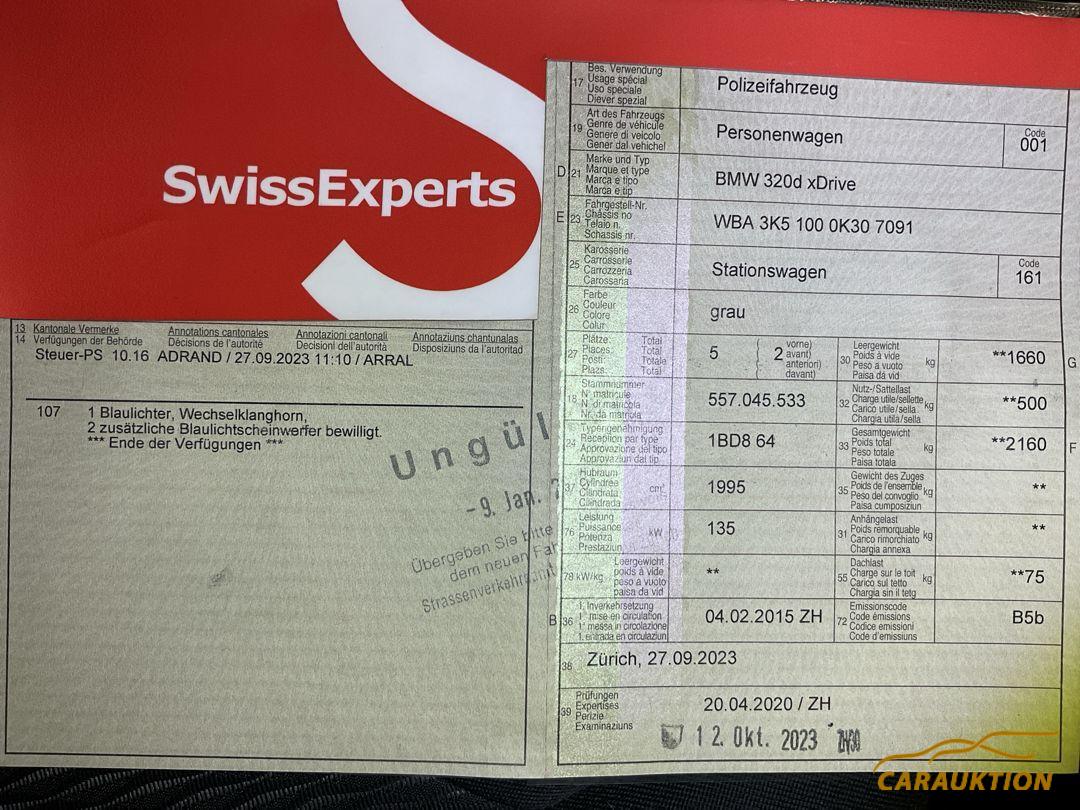 SwissExperts
13 Kantonale Vermerke Annotations cantonales Annotazioni cantonali Annotaziuns chantunalas
14 Verfügungen der Behörde Décisions de l'autorité Decisioni dell'autorità Disposiziuns da l'autoritad
Steuer-PS 10.16 ADRAND / 27.09.2023 11:10 / ARRAL
107 1 Blaulichter, Wechselklanghorn,
2 zusätzliche Blaulichtscheinwerfer bewilligt.
*** Ende der Verfügungen ***
Ungül
-9. Jan.
Übergeben Sie bitte
dem neuen Fah
Strassenverkehrsamt
17 Bes. Verwendung
Usage spécial
Uso speciale
Diever spezial
Polizeifahrzeug
19 Art des Fahrzeugs
Genre de véhicule
Genere di veicolo
Gener dal vehichel
Personenwagen
Code
001
D 21 Marke und Typ
Marque et type
Marca e tipo
Marca e tip
BMW 320d xDrive
E 23 Fahrgestell-Nr.
Châssis no
Telaio n.
Schassis nr.
WBA 3K5 100 0K30 7091
25 Karosserie
Carrosserie
Carrozzeria
Carossaria
Stationswagen
Code
161
26 Farbe
Couleur
Colore
Colur
grau
27 Plätze: Total
Places: Total
Posti: Totale
Plazs: Total
5 2 vorne)
avant)
anteriori)
davant)
30 Leergewicht
Poids à vide
Peso a vuoto
Paisa da vid
kg **1660 G
18 Stammnummer
N° matricule
N. di matricola
Nr. da matricla
557.045.533
32 Nutz-/Sattellast
Charge utile/sellette
Carico utile/sella
Chargia utila/sella
kg **500
24 Typengenehmigung
Réception par type
Approvazione del tipo
Approvaziun dal tip
1BD8 64
33 Gesamtgewicht
Poids total
Peso totale
Paisa totala
kg **2160 F
37 Hubraum
Cylindrée
Cilindrata
Cilindrada
cm³ 1995
35 Gewicht des Zuges
Poids de l'ensemble
Peso del convoglio
Paisa cumposiziun
kg **
76 Leistung
Puissance
Potenza
Prestaziun
kW 135
31 Anhängelast
Poids remorquable
Carico rimorchiato
Chargia annexa
kg **
78 kW/kg Leergewicht
poids à vide
peso a vuoto
paisa da vid
**
55 Dachlast
Charge sur le toit
Carico sul tetto
Chargia sin il tetg
kg **75
B 36 1. Inverkehrsetzung
1re mise en circulation
1a messa in circolazione
1. entrada en circulaziun
04.02.2015 ZH
72 Emissionscode
Code émissions
Codice emissioni
Code d'emissiuns
B5b
38 Zürich, 27.09.2023
39 Prüfungen
Expertises
Perizie
Examinaziuns
20.04.2020 / ZH
12. Okt. 2023
CARAUKTION